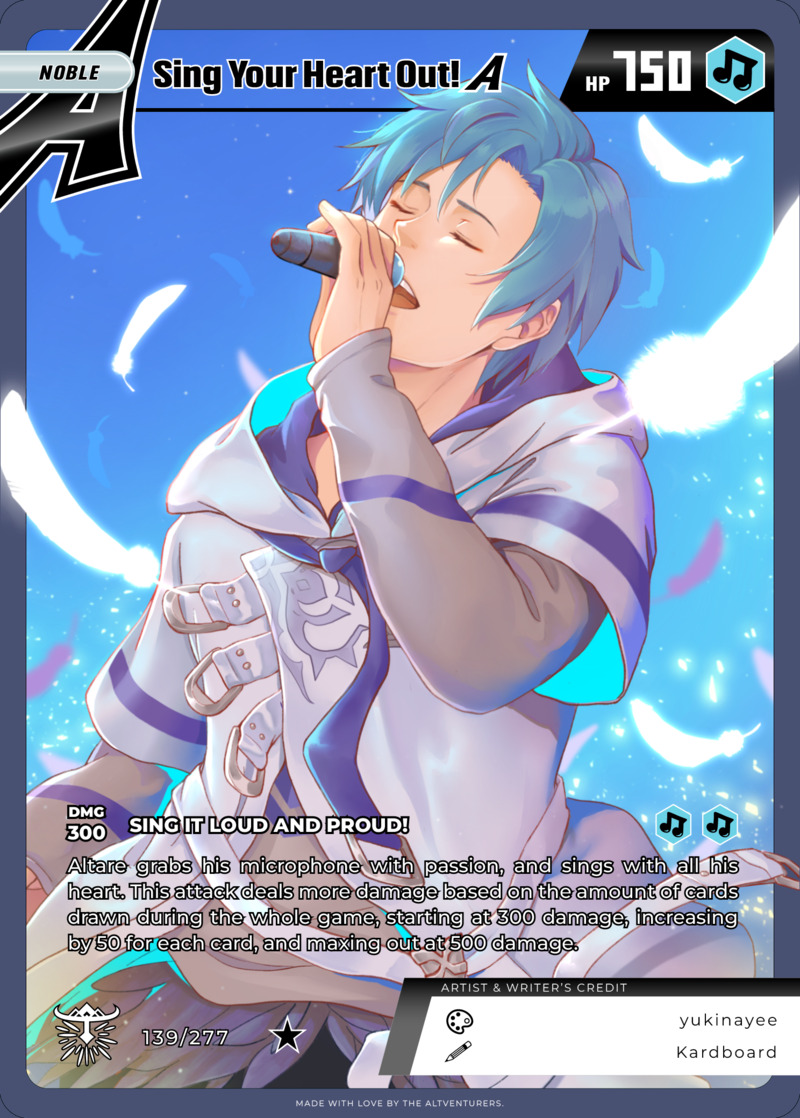 NOBLE
Sing Your Heart Out! A
HP 750
DMG
300
SING IT LOUD AND PROUD!
Altare grabs his microphone with passion, and sings with all his
heart. This attack deals more damage based on the amount of cards
drawn during the whole game, starting at 300 damage, increasing
by 50 for each card, and maxing out at 500 damage.
ARTIST & WRITER'S CREDIT
yukinayee
Kardboard
139/277
MADE WITH LOVE BY THE ALTVENTURERS.